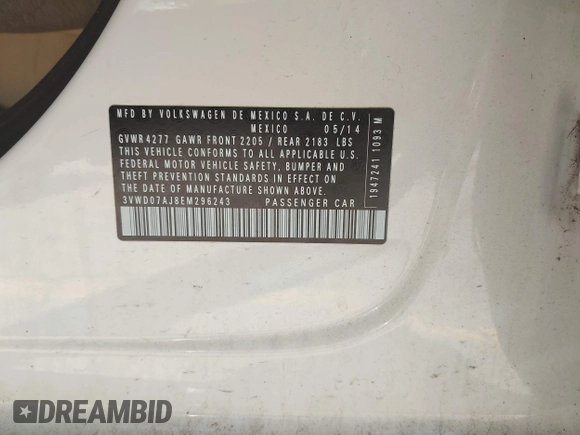 MFD BY VOLKSWAGEN DE MEXICO S.A. DE C.V.
MEXICO 05/14
GVWR 4277 GAWR FRONT 2205 / REAR 2183 LBS
THIS VEHICLE CONFORMS TO ALL APPLICABLE U.S.
FEDERAL MOTOR VEHICLE SAFETY, BUMPER AND
THEFT PREVENTION STANDARDS IN EFFECT ON
THE DATE OF MANUFACTURE SHOWN ABOVE.
3VWD07AJ8EM296243 PASSENGER CAR
1947241 1093 M
DREAMBID